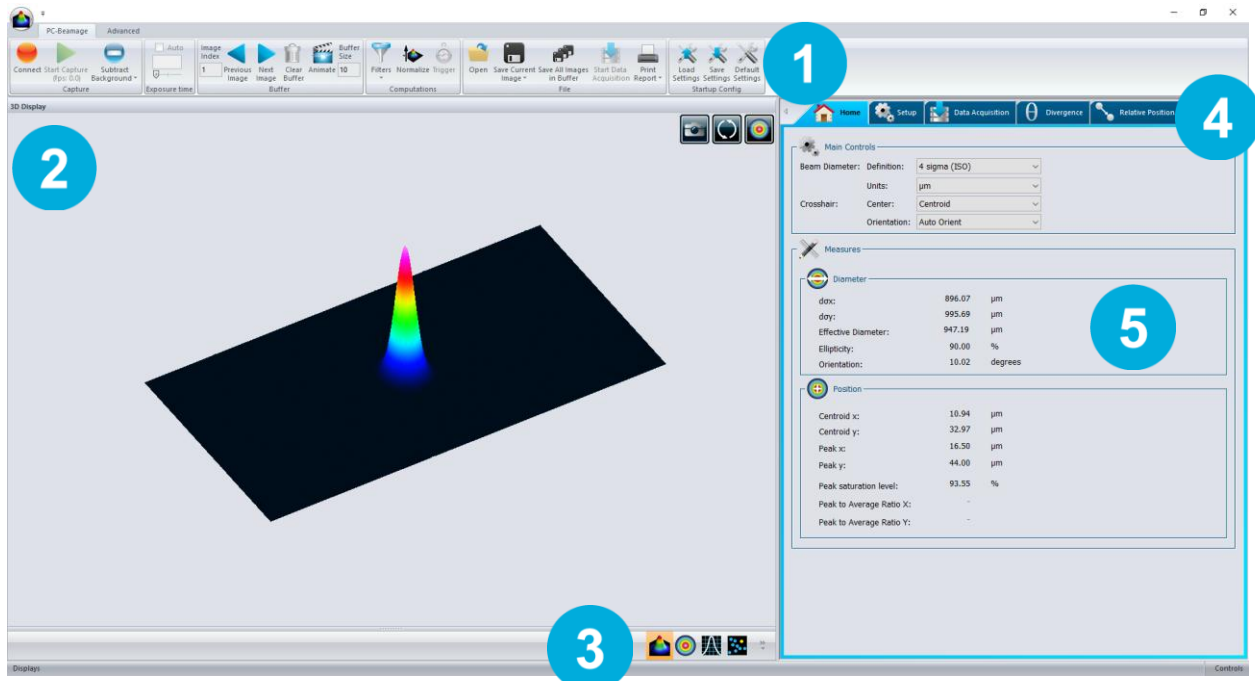 PC-Beamage Advanced
Connect Start Capture (fps: 0.0) Subtract Background
Capture
Auto
Exposure time
Image Index 1 Previous Image Next Image Clear Buffer Animate Buffer Size 10
Buffer
Filters Normalize Trigger
Computations
Open Save Current Image Save All Images in Buffer Start Data Acquisition Print Report
File
Load Settings Save Settings Default Settings
Startup Config
1
3D Display
2
Home Setup Data Acquisition Divergence Relative Position
4
Main Controls
Beam Diameter: Definition: 4 sigma (ISO)
Units: μm
Crosshair: Center: Centroid
Orientation: Auto Orient
Measures
Diameter
dσx: 896.07 μm
dσy: 995.69 μm
Effective Diameter: 947.19 μm
Ellipticity: 90.00 %
Orientation: 10.02 degrees
5
Position
Centroid x: 10.94 μm
Centroid y: 32.97 μm
Peak x: 16.50 μm
Peak y: 44.00 μm
Peak saturation level: 93.55 %
Peak to Average Ratio X: -
Peak to Average Ratio Y: -
3
Displays Controls